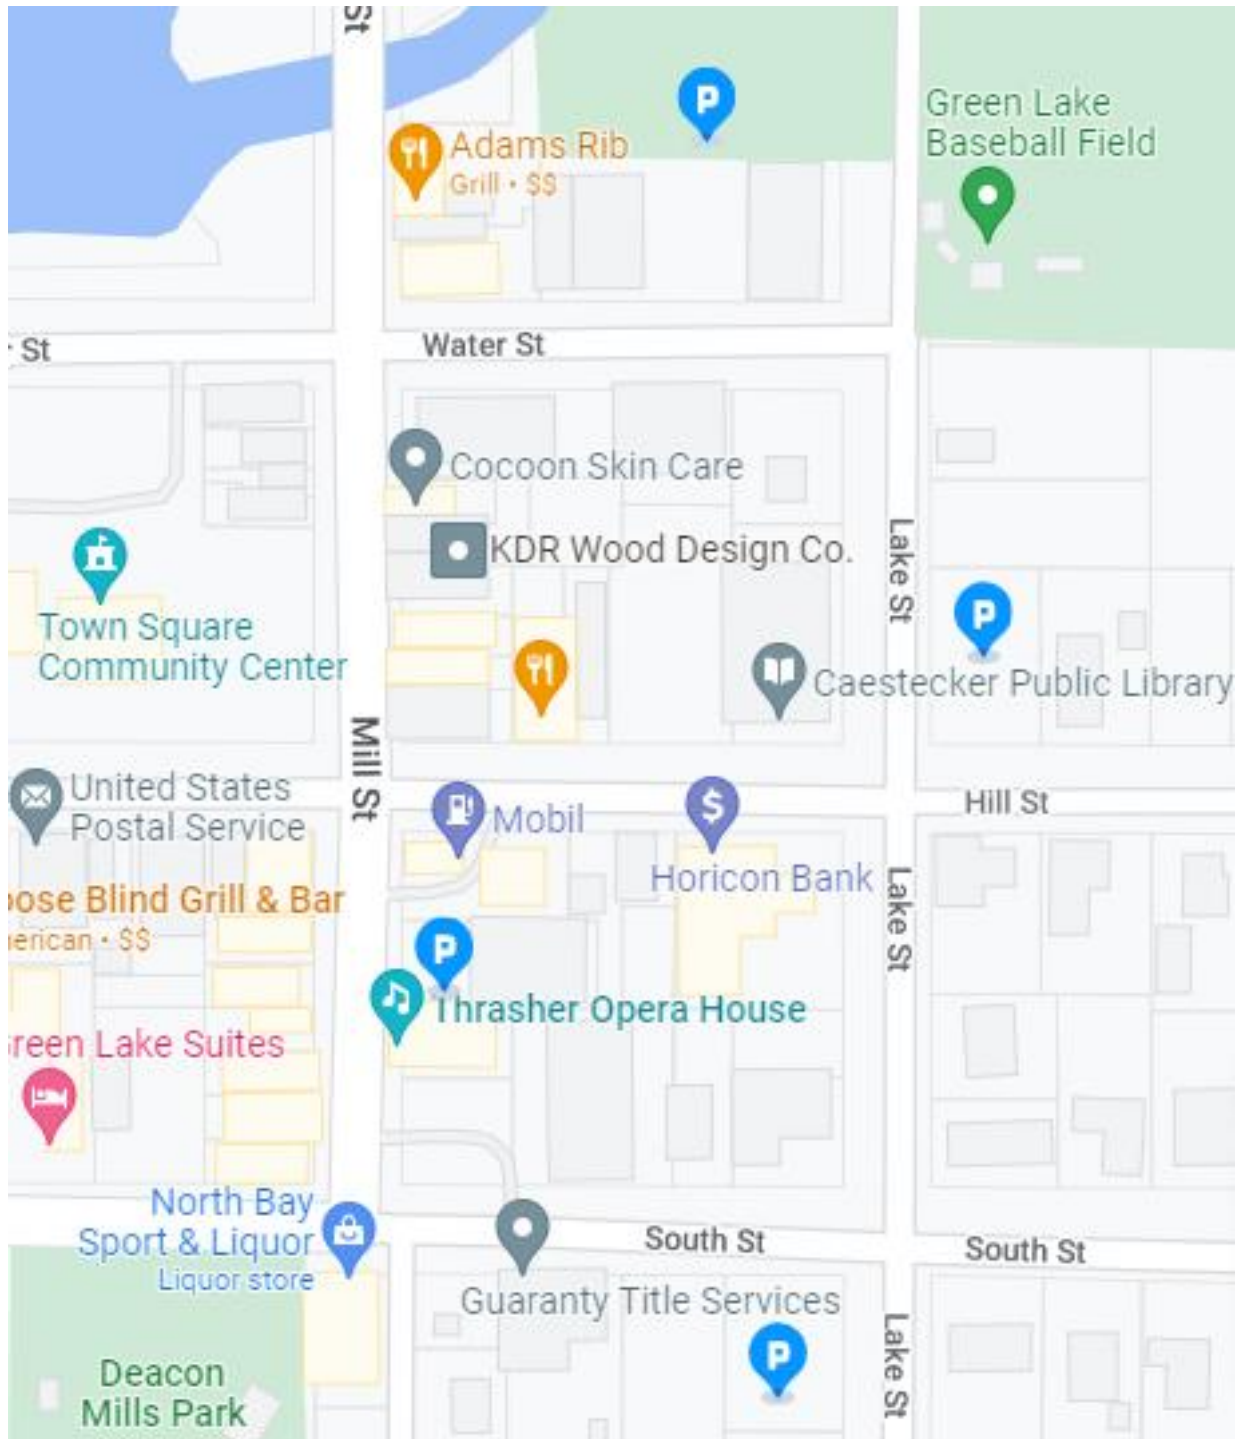 St
Adams Rib
Grill • $$
P
Green Lake
Baseball Field
St
Water St
Cocoon Skin Care
KDR Wood Design Co.
Lake St
Town Square
Community Center
P
Caestecker Public Library
Mill St
United States
Postal Service
Mobil
$
Hill St
Horicon Bank
Lake St
oose Blind Grill & Bar
erican • $$
P
Thrasher Opera House
reen Lake Suites
North Bay
Sport & Liquor
Liquor store
South St
South St
Guaranty Title Services
P
Lake St
Deacon
Mills Park